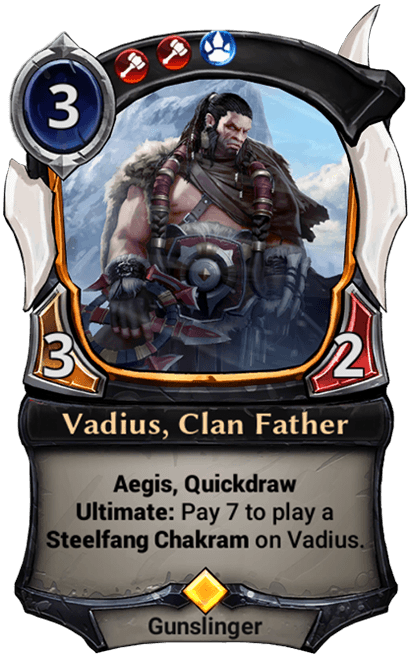 3
3
2
Vadius, Clan Father
Aegis, Quickdraw
Ultimate: Pay 7 to play a
Steelfang Chakram on Vadius.
Gunslinger